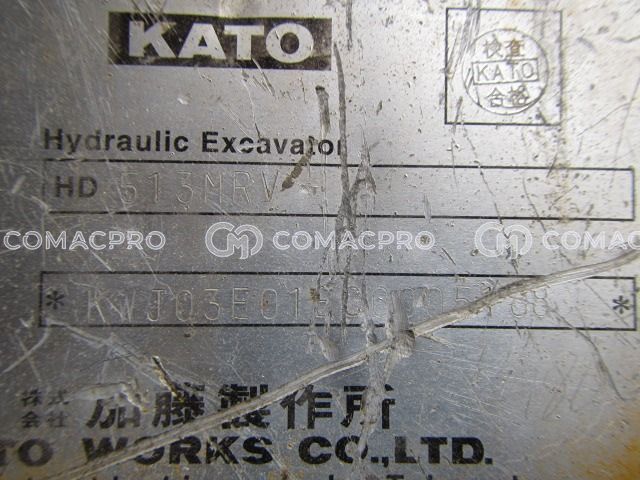 KATO
検査
KATO
合格
Hydraulic Excavator
HD 513MRV
COMACPRO COMACPRO COMACPRO
株式
会社 加藤製作所
TO WORKS CO.,LTD.